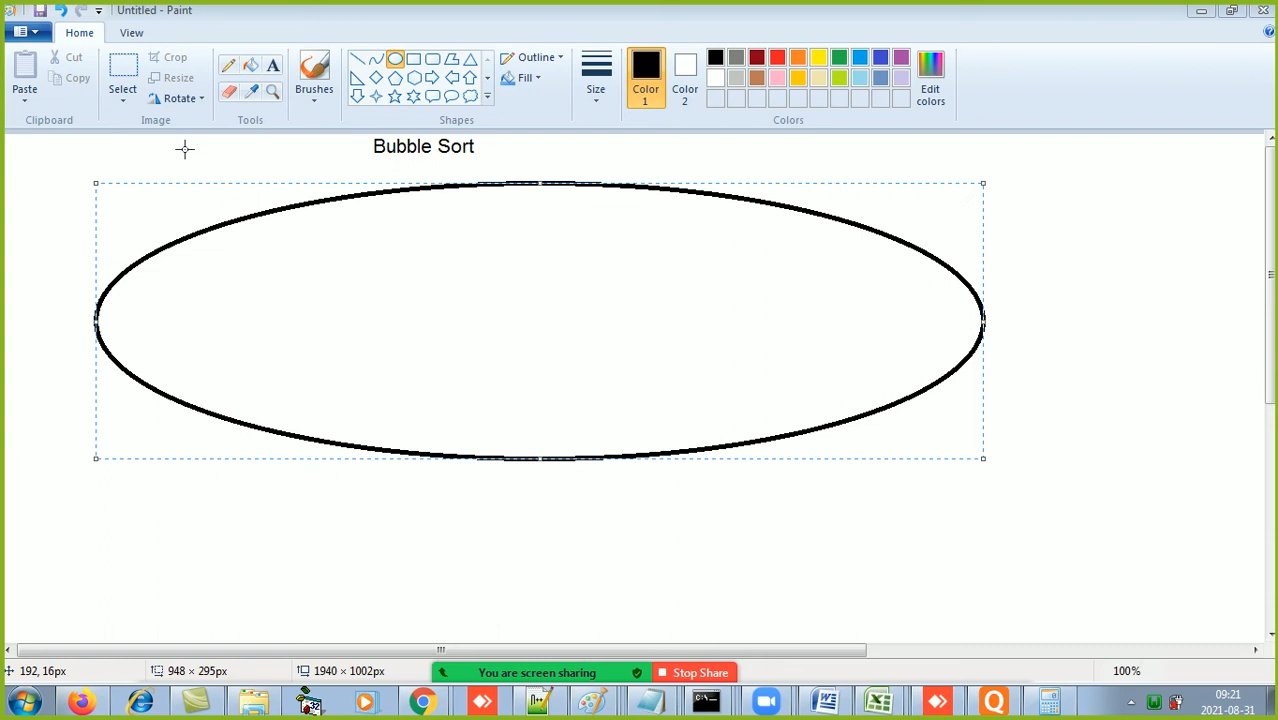 Untitled - Paint
Home
View
Cut
Copy
Paste
Clipboard
Crop
Resize
Rotate
Select
Image
A
Tools
Brushes
Outline
Fill
Shapes
Size
Color 1
Color 2
Edit colors
Colors
Bubble Sort
192, 16px
948 × 295px
1940 × 1002px
You are screen sharing
Stop Share
100%
32
C:\_
W
X
Q
09:21
2021-08-31